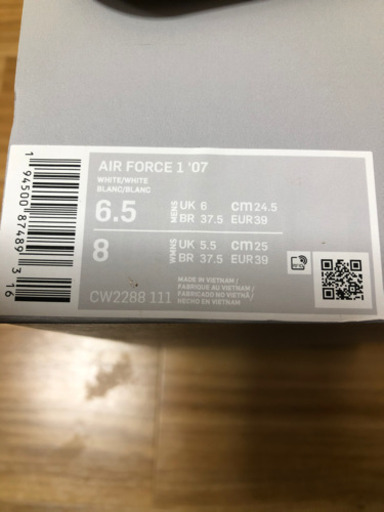 AIR FORCE 1 '07
WHITE/WHITE
BLANC/BLANC
6.5 MENS UK 6 cm 24.5
BR 37.5 EUR 39
8 WMNS UK 5.5 cm 25
BR 37.5 EUR 39
MADE IN VIETNAM/
FABRIQUE AU VIETNAM/
FABRICADO NO VIETNÃ/
HECHO EN VIETNAM
CW2288 111
1 94500 87489 3 16